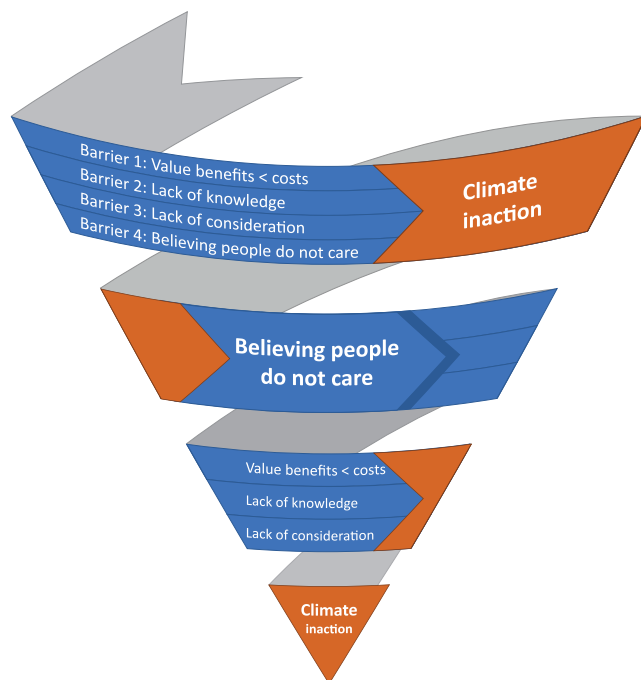 Barrier 1: Value benefits < costs
Barrier 2: Lack of knowledge
Barrier 3: Lack of consideration
Barrier 4: Believing people do not care
Climate
inaction
Believing people
do not care
Value benefits < costs
Lack of knowledge
Lack of consideration
Climate
inaction